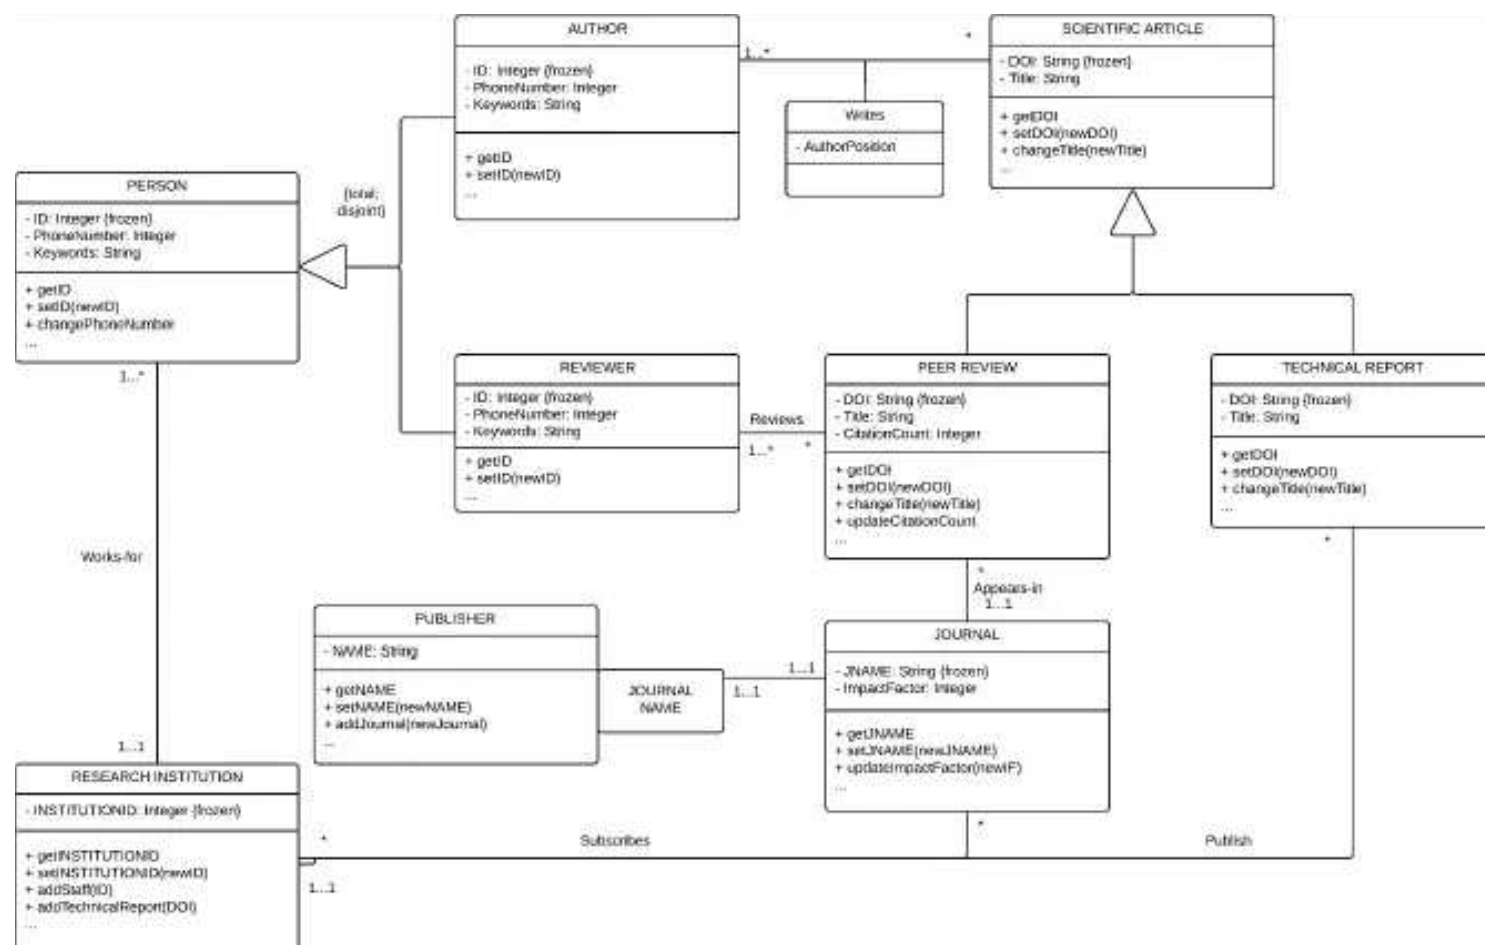 AUTHOR
- ID: Integer {frozen}
- PhoneNumber: Integer
- Keywords: String
+ getID
+ setID(newID)
...
1...*
*
Writes
- AuthorPosition
SCIENTIFIC ARTICLE
- DOI: String {frozen}
- Title: String
+ getDOI
+ setDOI(newDOI)
+ changeTitle(newTitle)
...
PERSON
- ID: Integer {frozen}
- PhoneNumber: Integer
- Keywords: String
+ getID
+ setID(newID)
+ changePhoneNumber
...
{total;
disjoint}
1...*
REVIEWER
- ID: Integer {frozen}
- PhoneNumber: Integer
- Keywords: String
+ getID
+ setID(newID)
...
Reviews
1...*
*
PEER REVIEW
- DOI: String {frozen}
- Title: String
- CitationCount: Integer
+ getDOI
+ setDOI(newDOI)
+ changeTitle(newTitle)
+ updateCitationCount
...
TECHNICAL REPORT
- DOI: String {frozen}
- Title: String
+ getDOI
+ setDOI(newDOI)
+ changeTitle(newTitle)
...
*
Works-for
*
Appears-in
1...1
PUBLISHER
- NAME: String
+ getNAME
+ setNAME(newNAME)
+ addJournal(newJournal)
...
JOURNAL
NAME
1...1
1...1
JOURNAL
- JNAME: String {frozen}
- ImpactFactor: Integer
+ getJNAME
+ setJNAME(newJNAME)
+ updateImpactFactor(newIF)
...
1...1
RESEARCH INSTITUTION
- INSTITUTIONID: Integer {frozen}
+ getINSTITUTIONID
+ setINSTITUTIONID(newID)
+ addStaff(ID)
+ addTechnicalReport(DOI)
...
*
Subscribes
*
Publish
1...1